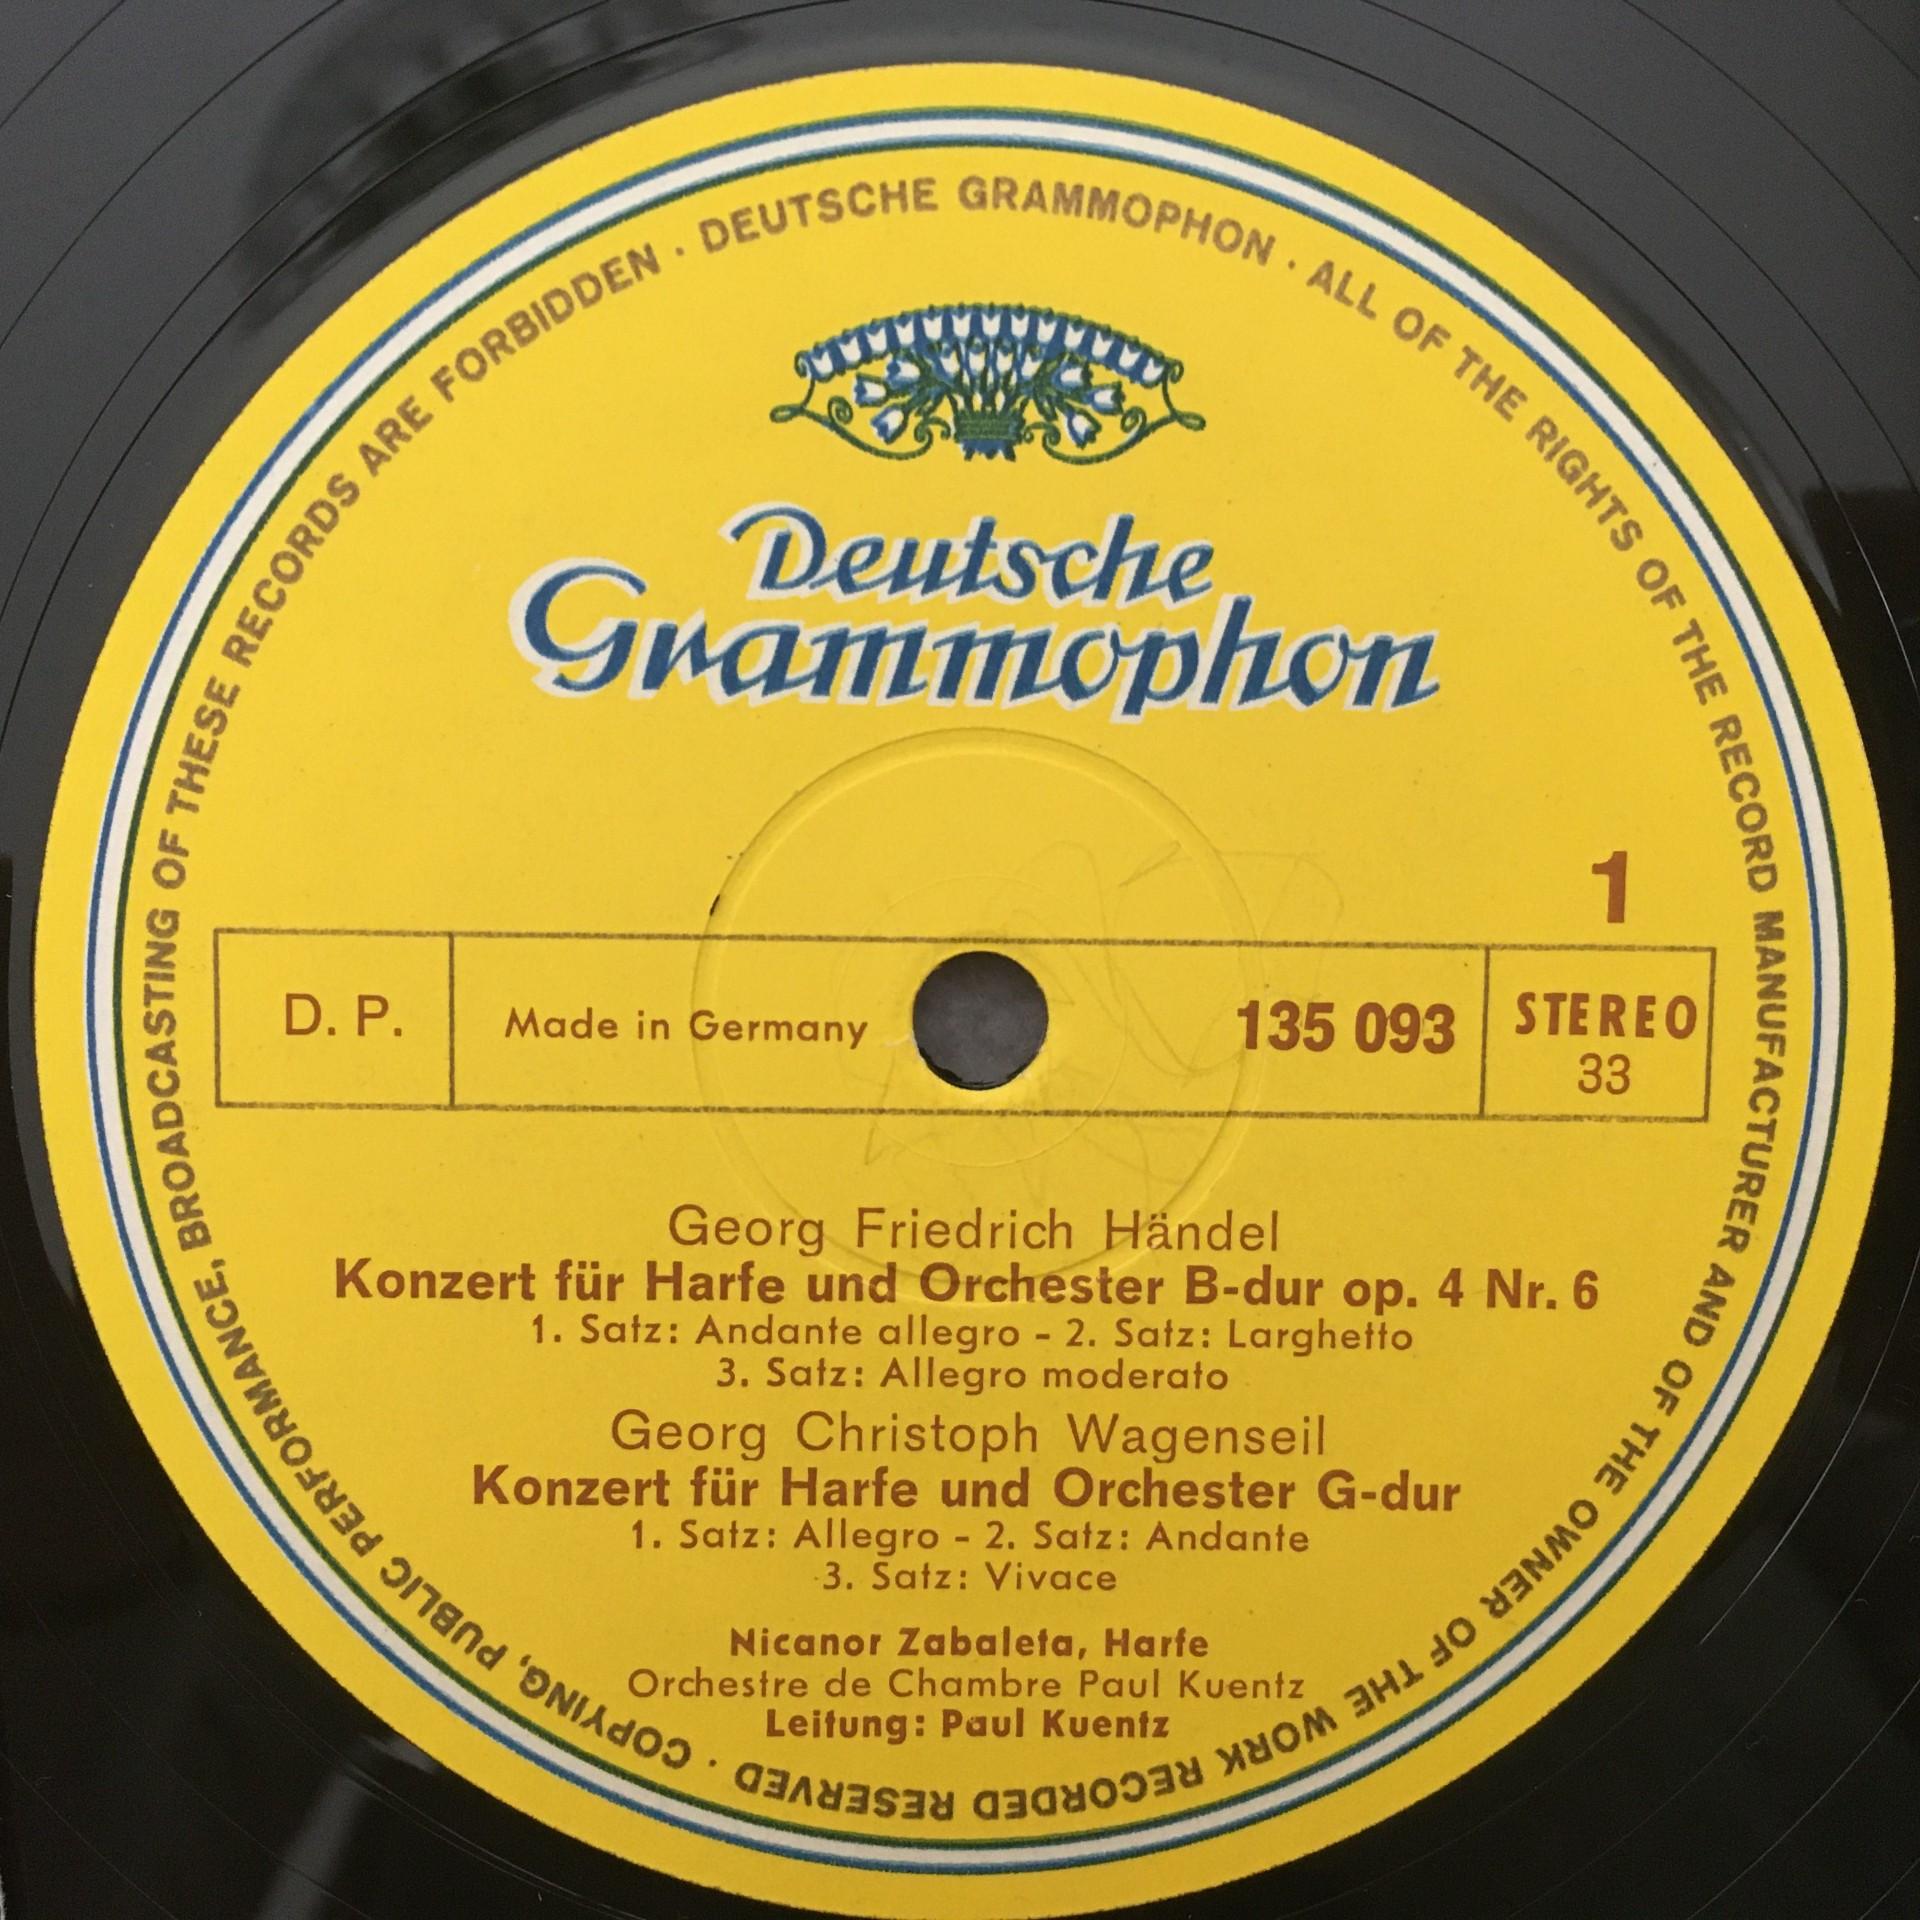 DEUTSCHE GRAMMOPHON · ALL OF THE RIGHTS OF THE RECORD MANUFACTURER AND OF THE OWNER OF THE WORK RECORDED RESERVED · COPYING, PUBLIC PERFORMANCE, BROADCASTING OF THESE RECORDS ARE FORBIDDEN ·
Deutsche
Grammophon
1
D. P.
Made in Germany
135 093
STEREO
33
Georg Friedrich Händel
Konzert für Harfe und Orchester B-dur op. 4 Nr. 6
1. Satz: Andante allegro - 2. Satz: Larghetto
3. Satz: Allegro moderato
Georg Christoph Wagenseil
Konzert für Harfe und Orchester G-dur
1. Satz: Allegro - 2. Satz: Andante
3. Satz: Vivace
Nicanor Zabaleta, Harfe
Orchestre de Chambre Paul Kuentz
Leitung: Paul Kuentz